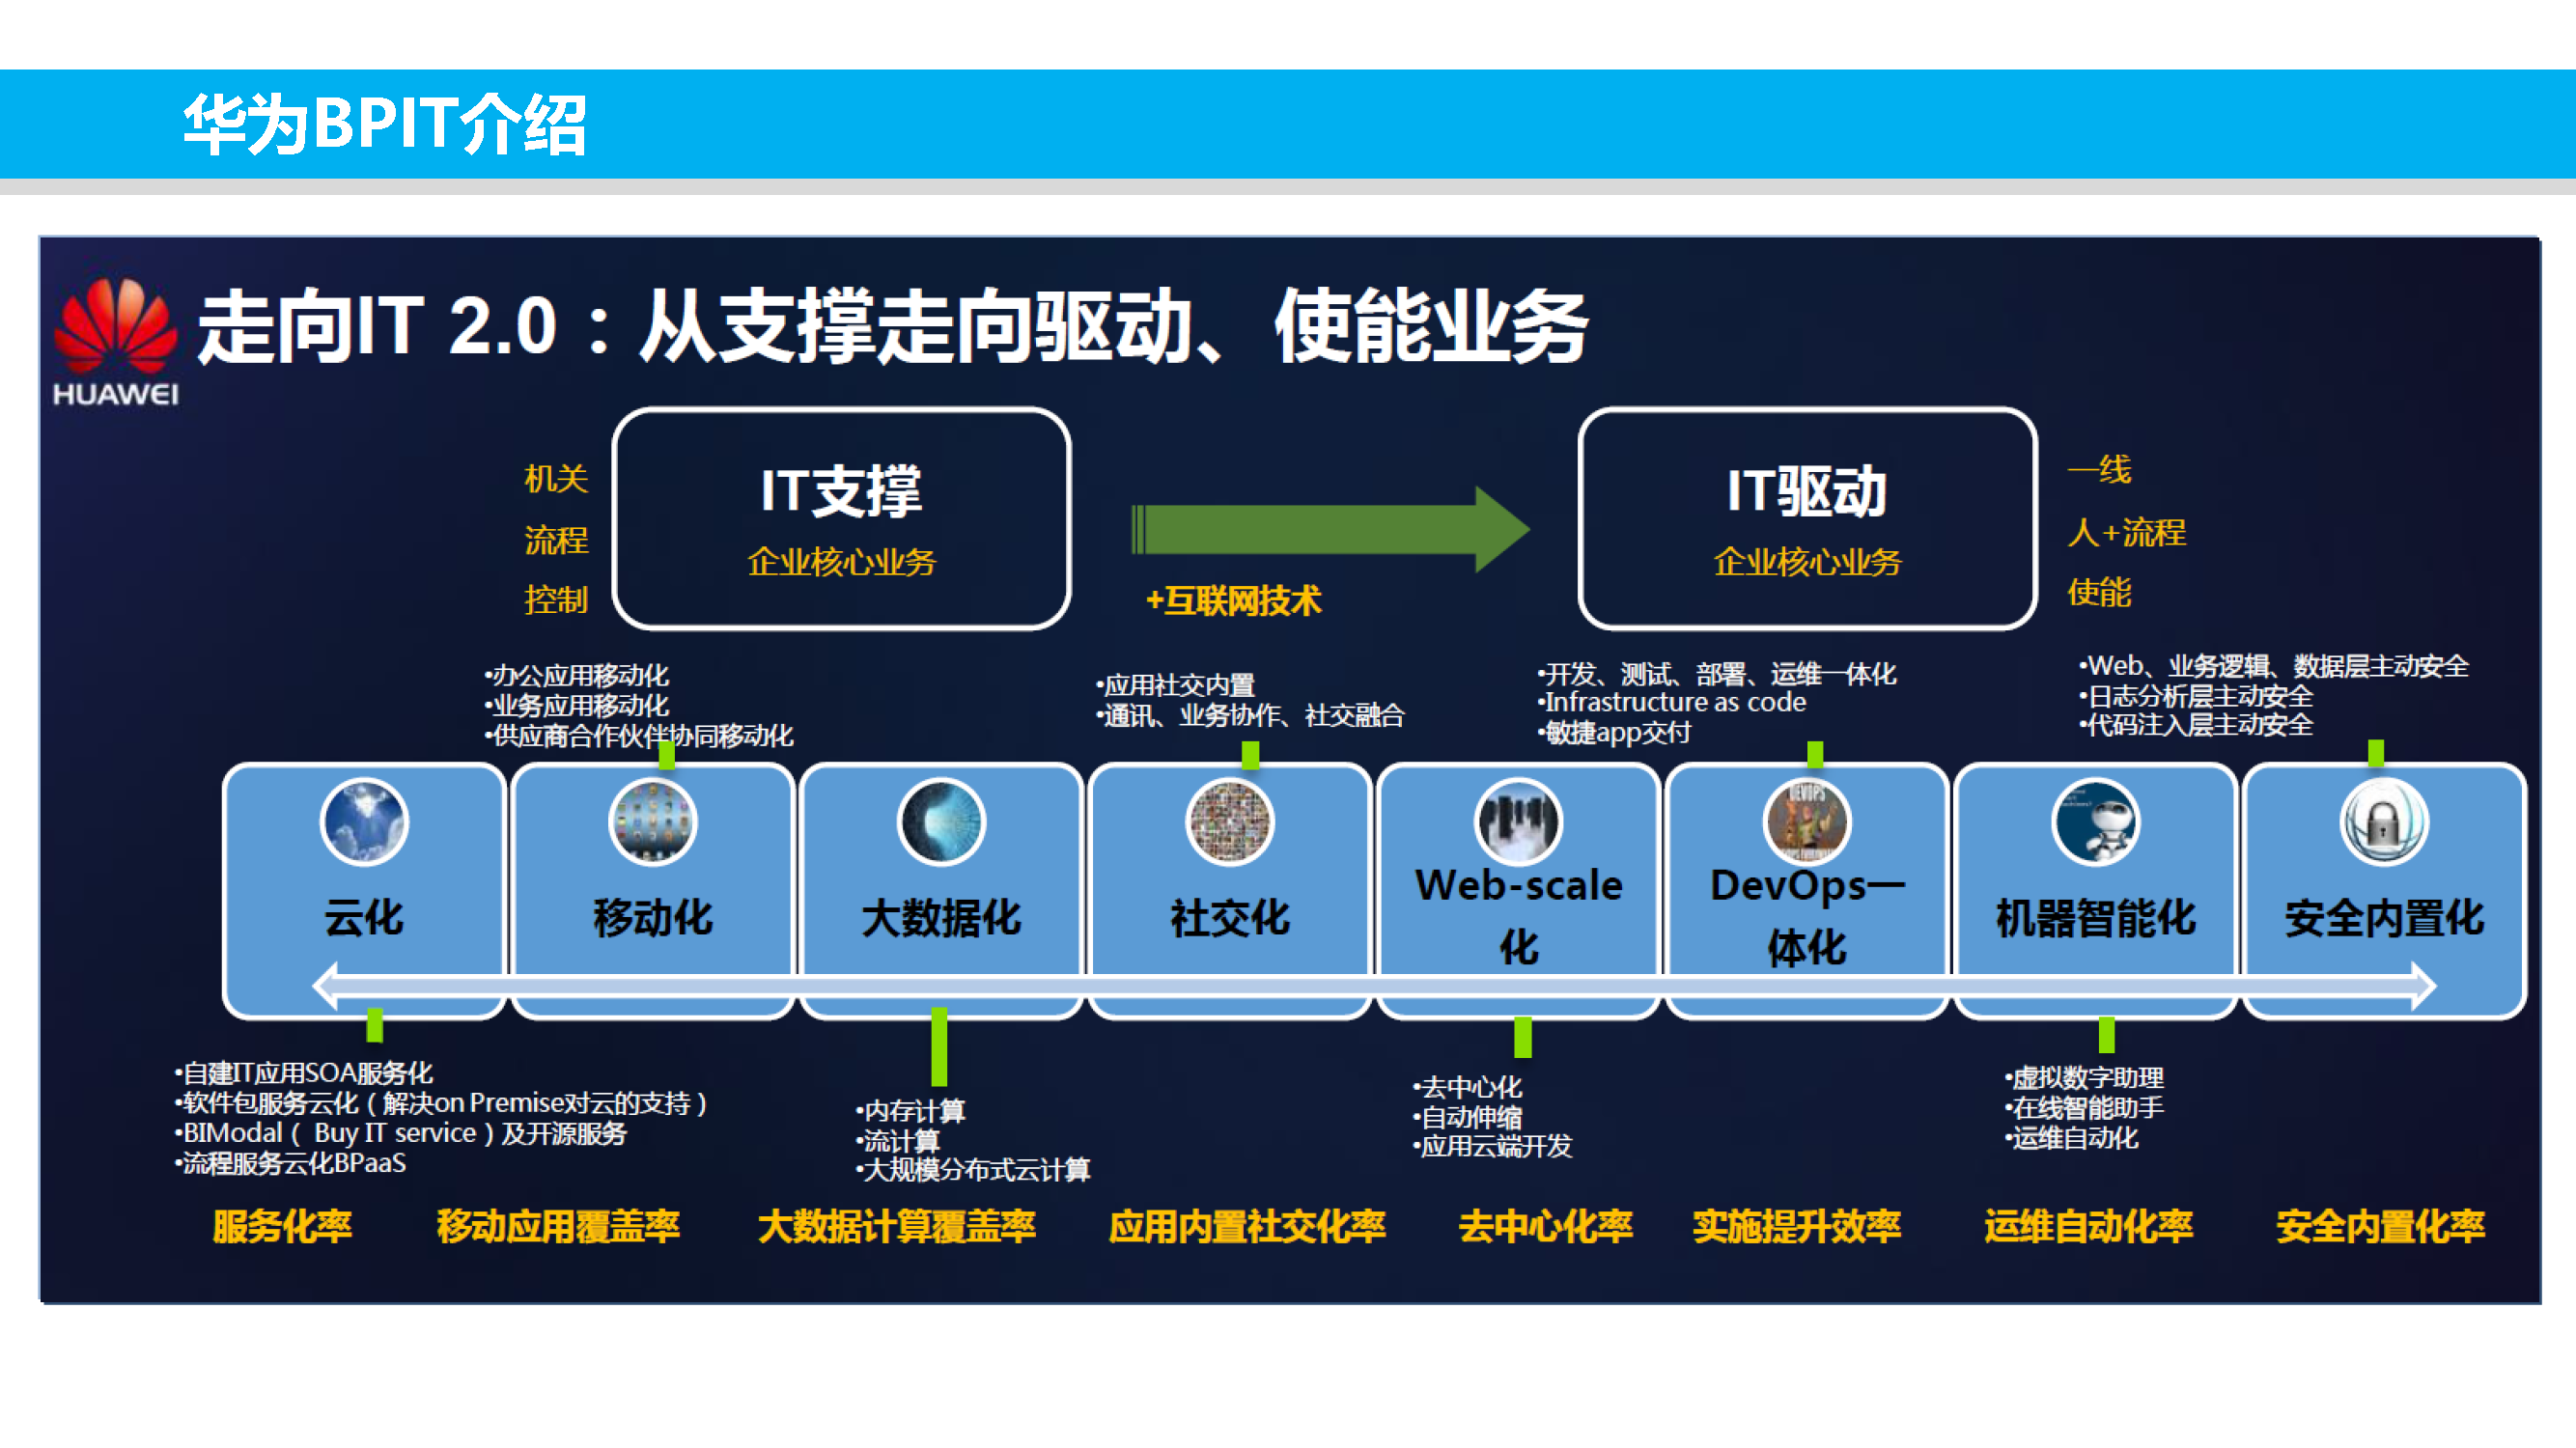 华为BPIT介绍
HUAWEI
走向IT 2.0：从支撑走向驱动、使能业务
机关
流程
控制
IT支撑
企业核心业务
+互联网技术
IT驱动
企业核心业务
一线
人+流程
使能
•办公应用移动化
•业务应用移动化
•供应商合作伙伴协同移动化
•应用社交内置
•通讯、业务协作、社交融合
•开发、测试、部署、运维一体化
•Infrastructure as code
•敏捷app交付
•Web、业务逻辑、数据层主动安全
•日志分析层主动安全
•代码注入层主动安全
云化
移动化
大数据化
社交化
Web-scale
化
DEVOPS
DevOps一
体化
机器智能化
安全内置化
•自建IT应用SOA服务化
•软件包服务云化（解决on Premise对云的支持）
•BIModal（ Buy IT service）及开源服务
•流程服务云化BPaaS
•内存计算
•流计算
•大规模分布式云计算
•去中心化
•自动伸缩
•应用云端开发
•虚拟数字助理
•在线智能助手
•运维自动化
服务化率
移动应用覆盖率
大数据计算覆盖率
应用内置社交化率
去中心化率
实施提升效率
运维自动化率
安全内置化率